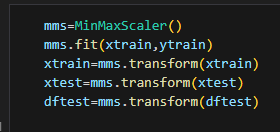 mms=MinMaxScaler()
mms.fit(xtrain,ytrain)
xtrain=mms.transform(xtrain)
xtest=mms.transform(xtest)
dftest=mms.transform(dftest)